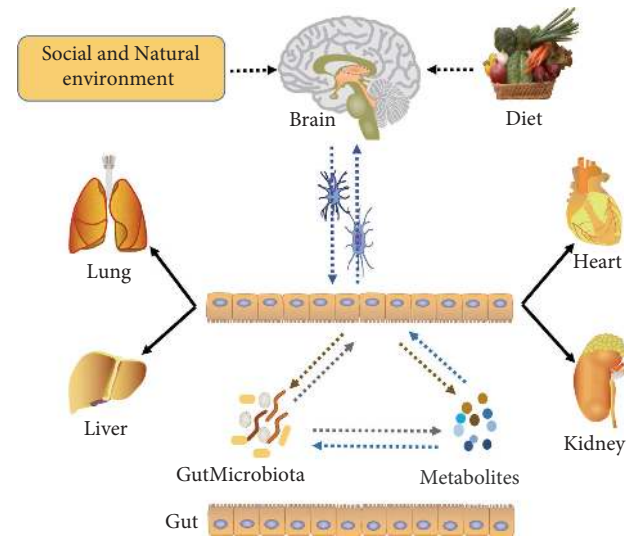 Social and Natural
environment
Brain
Diet
Lung
Heart
Liver
Kidney
GutMicrobiota
Metabolites
Gut